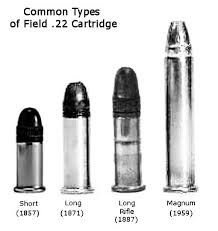 Common Types
of Field .22 Cartridge
Short
(1857)
Long
(1871)
Long
Rifle
(1887)
Magnum
(1959)